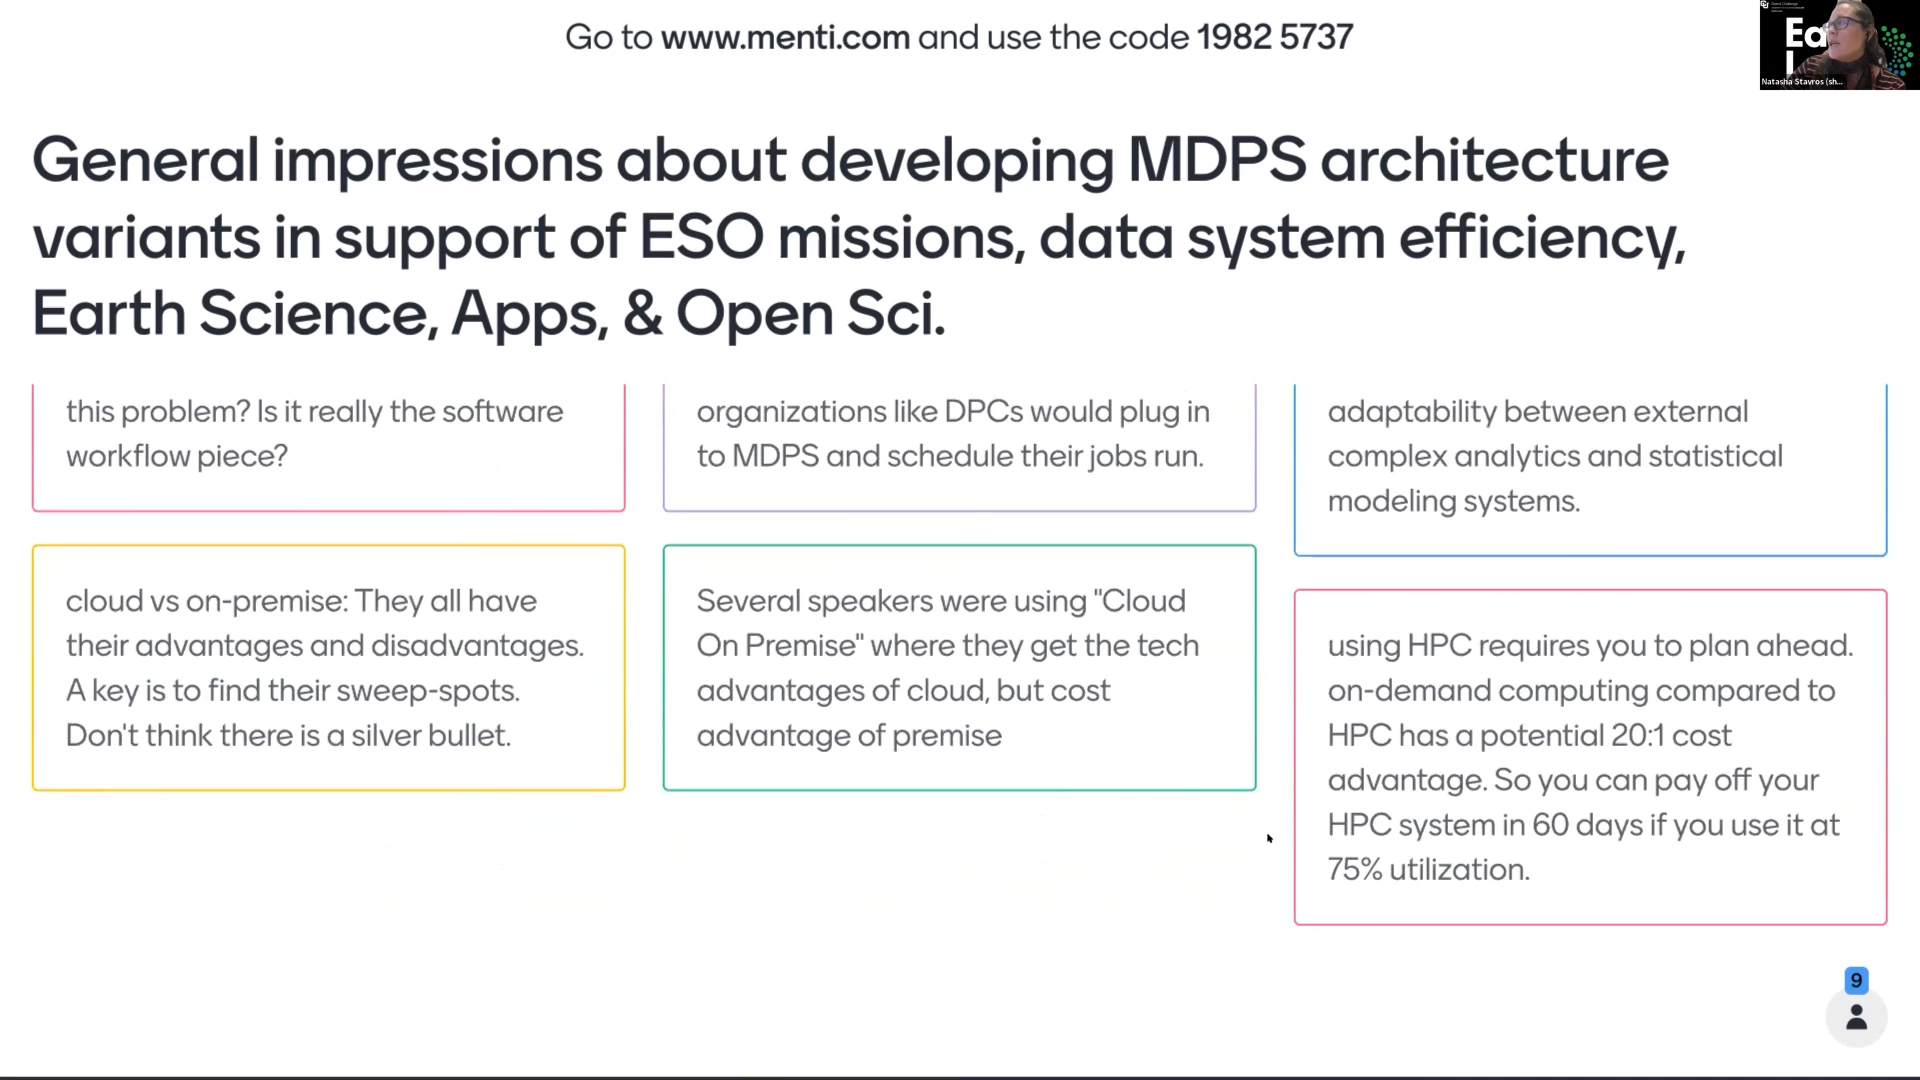 Go to www.menti.com and use the code 1982 5737
Ea
Natasha Stavros (sh...
General impressions about developing MDPS architecture
variants in support of ESO missions, data system efficiency,
Earth Science, Apps, & Open Sci.
this problem? Is it really the software
workflow piece?
organizations like DPCs would plug in
to MDPS and schedule their jobs run.
adaptability between external
complex analytics and statistical
modeling systems.
cloud vs on-premise: They all have
their advantages and disadvantages.
A key is to find their sweep-spots.
Don't think there is a silver bullet.
Several speakers were using "Cloud
On Premise" where they get the tech
advantages of cloud, but cost
advantage of premise
using HPC requires you to plan ahead.
on-demand computing compared to
HPC has a potential 20:1 cost
advantage. So you can pay off your
HPC system in 60 days if you use it at
75% utilization.
9